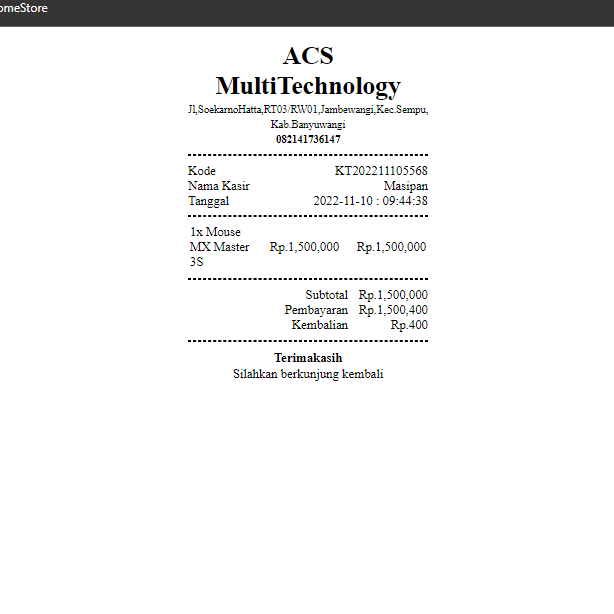 omeStore
ACS
MultiTechnology
Jl,SoekarnoHatta,RT03/RW01,Jambewangi,Kec.Sempu,
Kab.Banyuwangi
082141736147
Kode KT202211105568
Nama Kasir Masipan
Tanggal 2022-11-10 : 09:44:38
1x Mouse
MX Master Rp.1,500,000 Rp.1,500,000
3S
Subtotal Rp.1,500,000
Pembayaran Rp.1,500,400
Kembalian Rp.400
Terimakasih
Silahkan berkunjung kembali